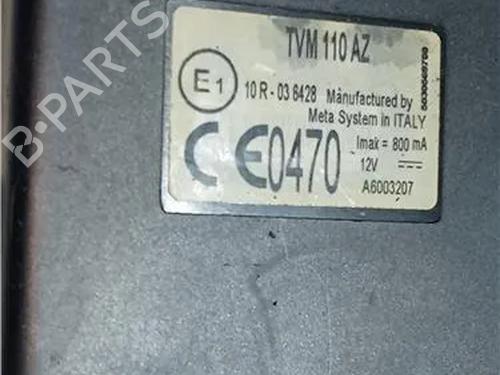 TVM 110 AZ
E1
10 R - 03 6428 Manufactured by
Meta System in ITALY
CE0470
Imax = 800 mA
12V
A6003207
B-PARTS